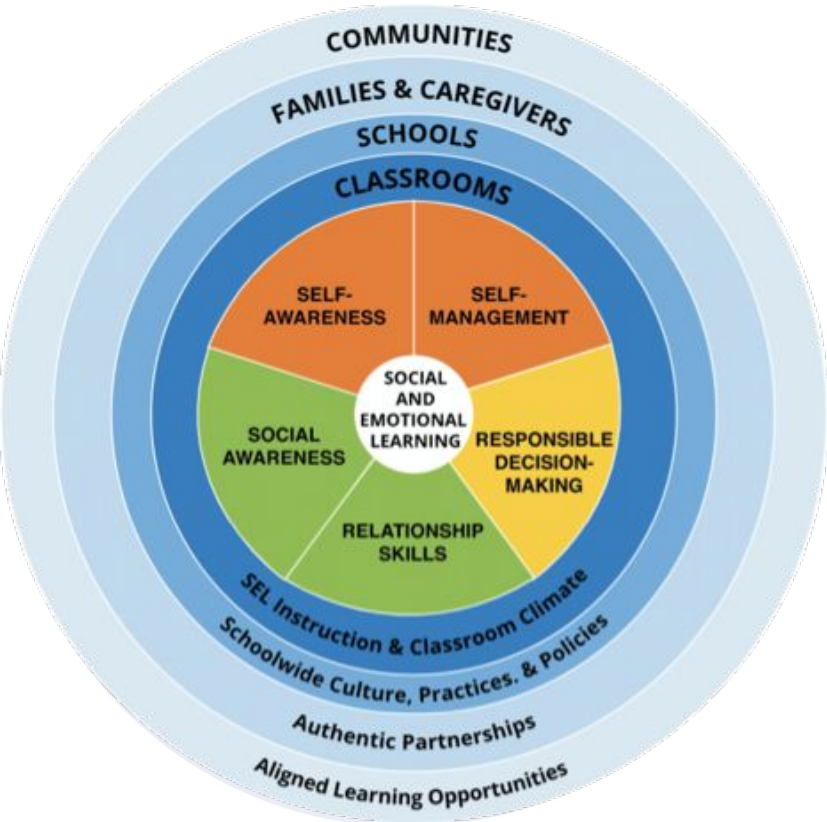 COMMUNITIES
FAMILIES & CAREGIVERS
SCHOOLS
CLASSROOMS
SELF-
AWARENESS
SELF-
MANAGEMENT
SOCIAL
AND
EMOTIONAL
LEARNING
SOCIAL
AWARENESS
RESPONSIBLE
DECISION-
MAKING
RELATIONSHIP
SKILLS
SEL Instruction & Classroom Climate
Schoolwide Culture, Practices. & Policies
Authentic Partnerships
Aligned Learning Opportunities